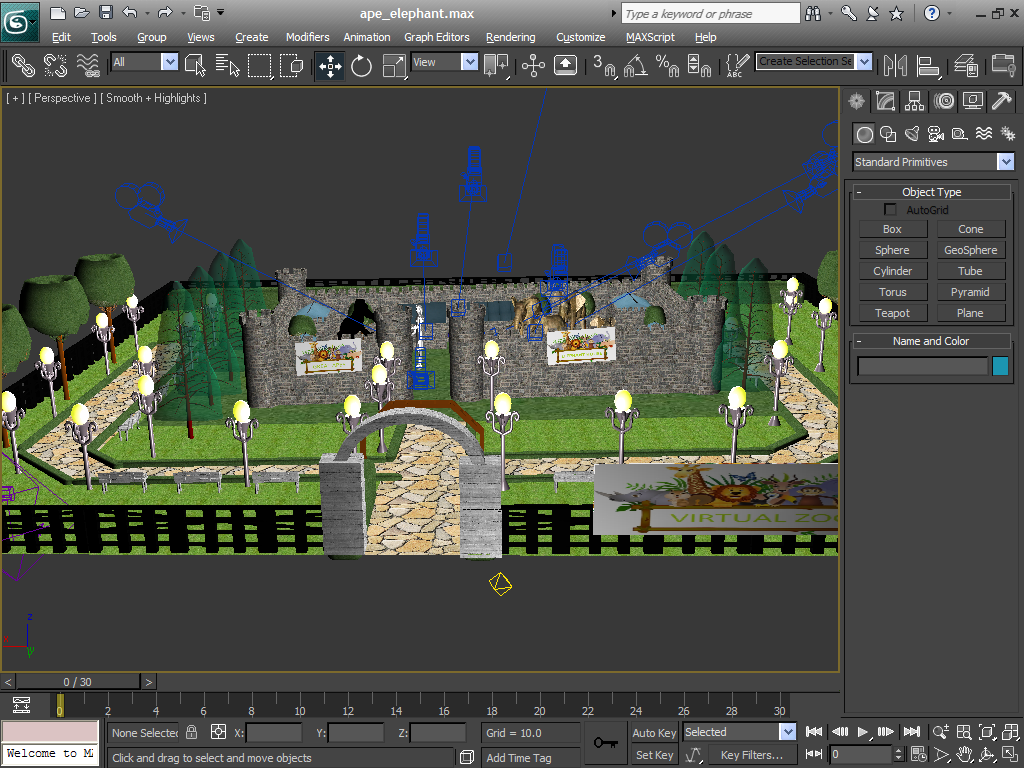 ape_elephant.max
Type a keyword or phrase
Edit Tools Group Views Create Modifiers Animation Graph Editors Rendering Customize MAXScript Help
All
View
3
ABC
Create Selection Se
[ + ] [ Perspective ] [ Smooth + Highlights ]
Standard Primitives
- Object Type
AutoGrid
Box Cone
Sphere GeoSphere
Cylinder Tube
Torus Pyramid
Teapot Plane
- Name and Color
VIRTUAL ZOO
z
x
y
< 0 / 30 >
0 2 4 6 8 10 12 14 16 18 20 22 24 26 28 30
None Selected X: Y: Z: Grid = 10.0 Auto Key Selected
Welcome to M
Click and drag to select and move objects Add Time Tag Set Key Key Filters... 0